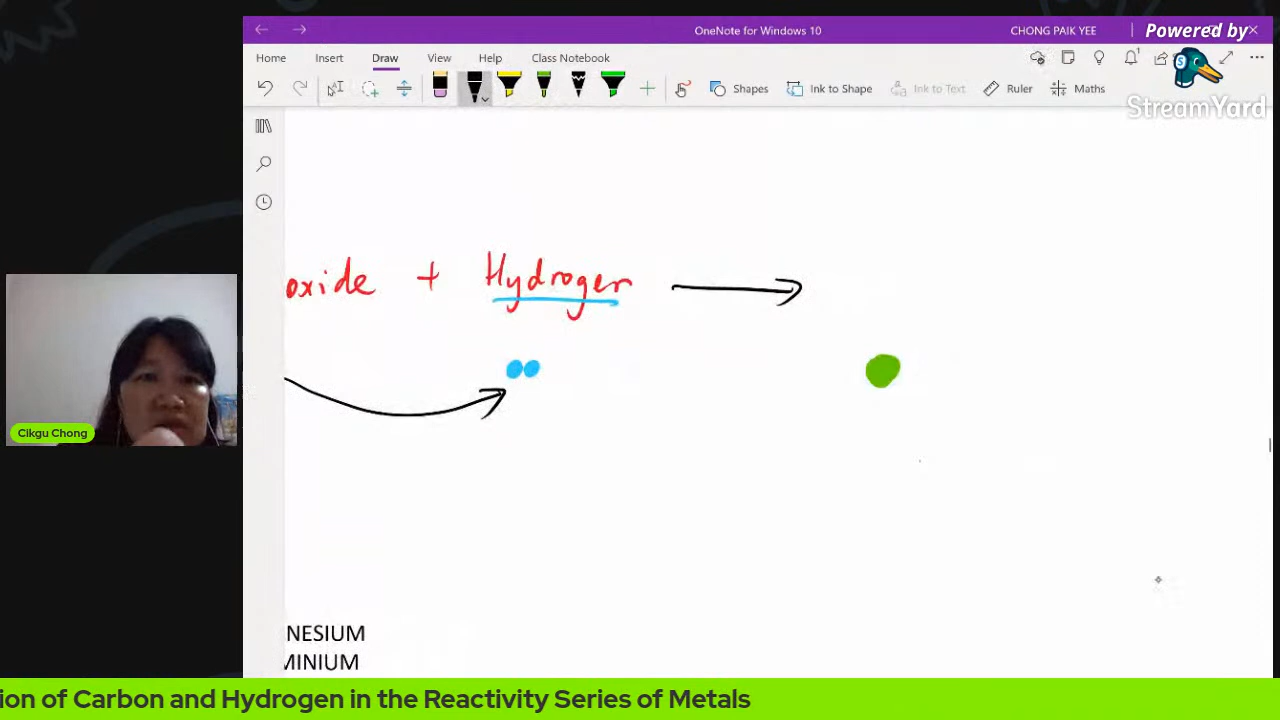 OneNote for Windows 10
CHONG PAIK YEE
Powered by
StreamYard
Home Insert Draw View Help Class Notebook
Shapes Ink to Shape Ink to Text Ruler Maths
oxide + Hydrogen
Cikgu Chong
NESIUM
MINIUM
ion of Carbon and Hydrogen in the Reactivity Series of Metals